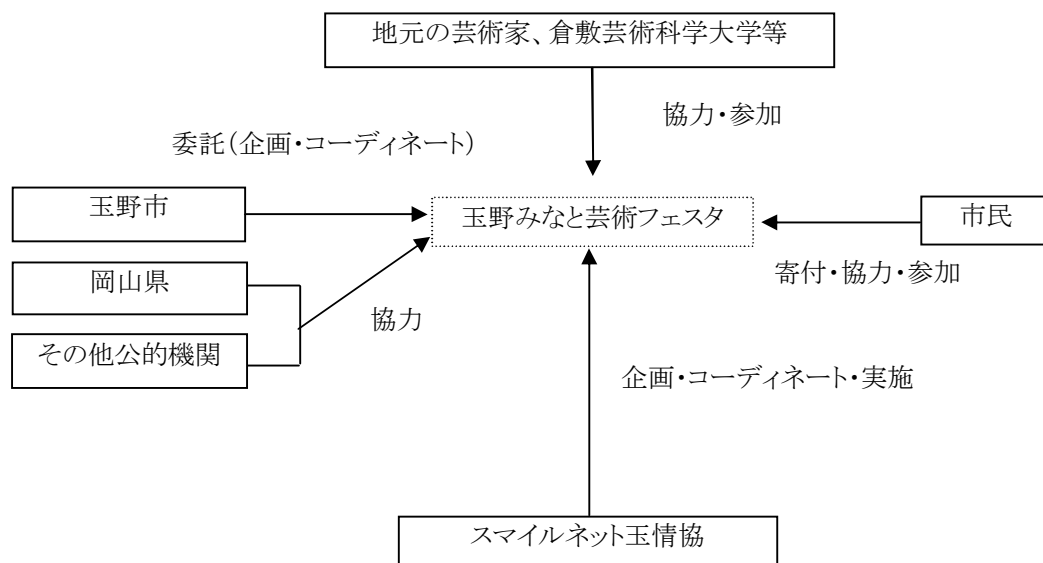 地元の芸術家、倉敷芸術科学大学等
協力・参加
委託(企画・コーディネート)
玉野市
玉野みなと芸術フェスタ
市民
岡山県
寄付・協力・参加
協力
その他公的機関
企画・コーディネート・実施
スマイルネット玉情協